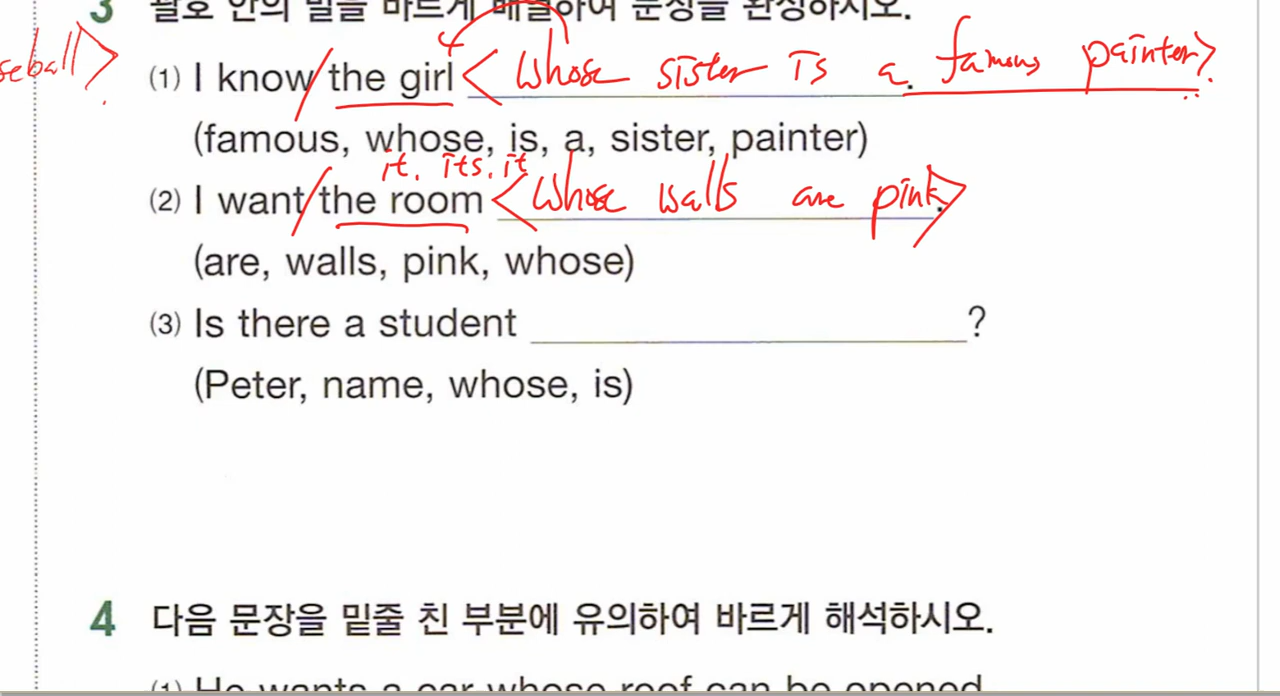 3 괄호 안의 말을 바르게 배열하여 문장을 완성하시오.
(1) I know/the girl <whose sister is a famous painter>.
(famous, whose, is, a, sister, painter)
it. its. it
(2) I want/the room <whose walls are pink>.
(are, walls, pink, whose)
(3) Is there a student ____________ ?
(Peter, name, whose, is)
4 다음 문장을 밑줄 친 부분에 유의하여 바르게 해석하시오.
(1) He wants a car whose roof can be opened